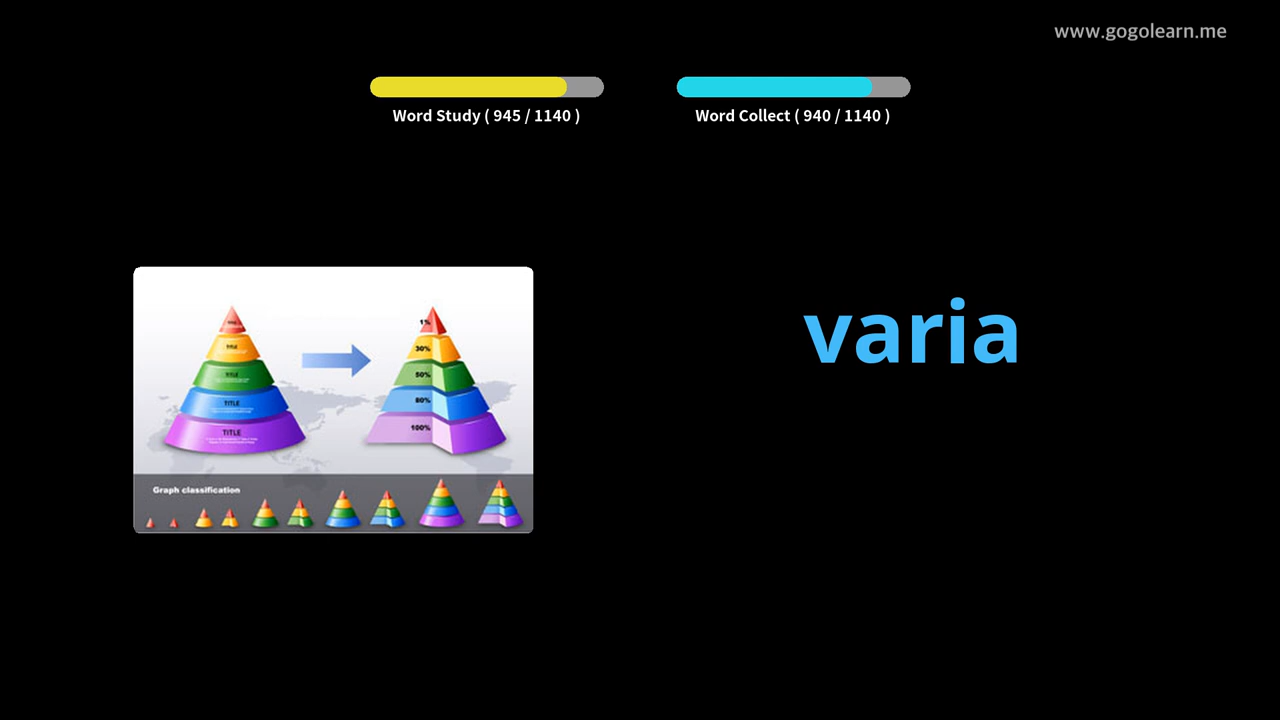 www.gogolearn.me
Word Study ( 945 / 1140 )
Word Collect ( 940 / 1140 )
varia
TITLE
TITLE
TITLE
TITLE
1%
30%
50%
80%
100%
Graph classification